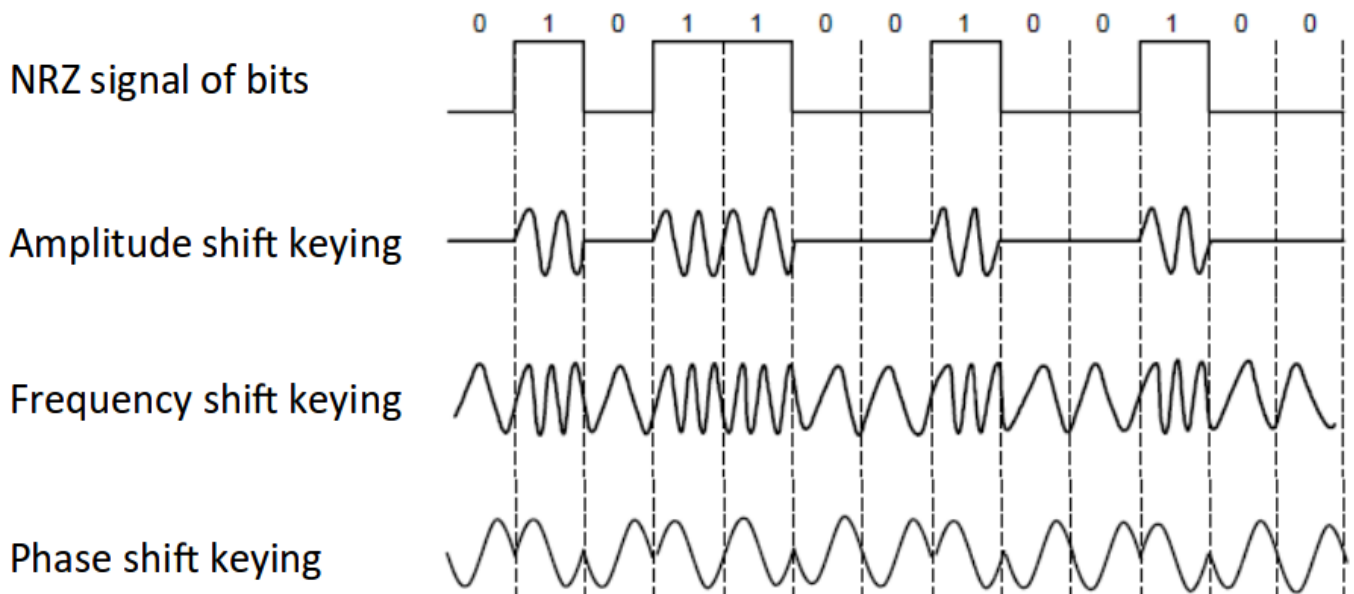 0 1 0 1 1 0 0 1 0 0 1 0 0
NRZ signal of bits
Amplitude shift keying
Frequency shift keying
Phase shift keying